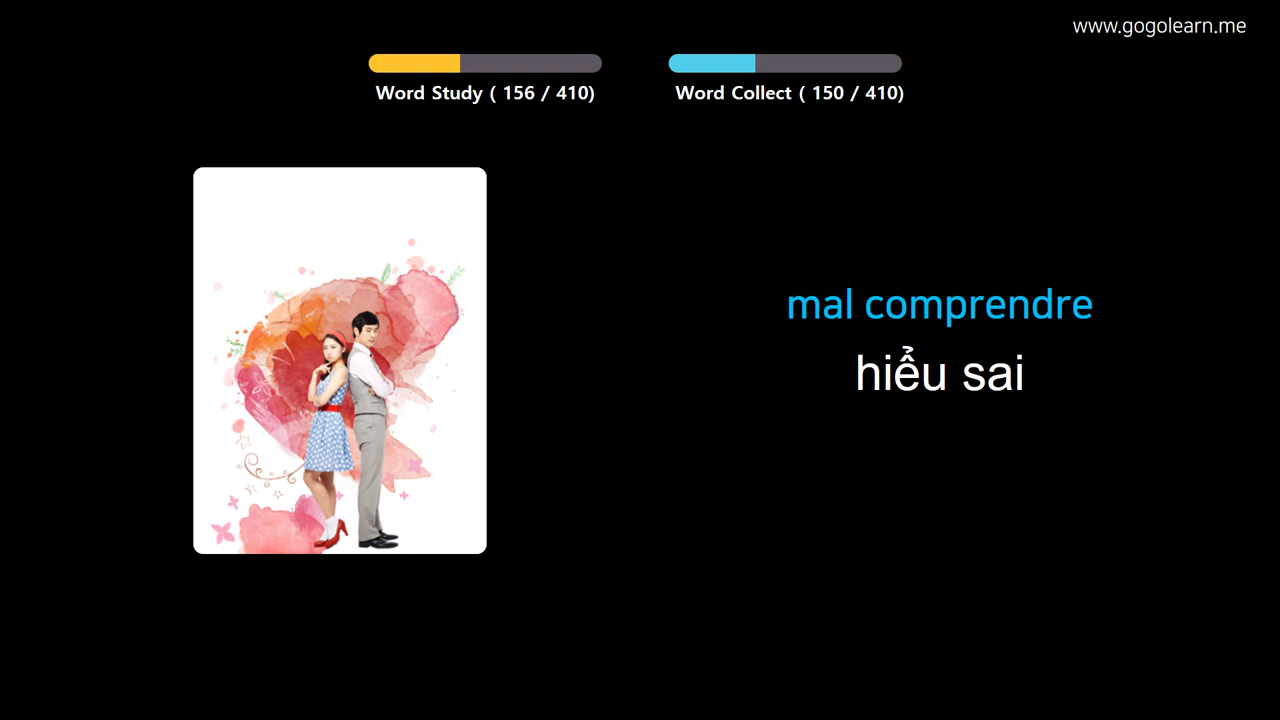 www.gogolearn.me
Word Study ( 156 / 410)
Word Collect ( 150 / 410)
mal comprendre
hiểu sai